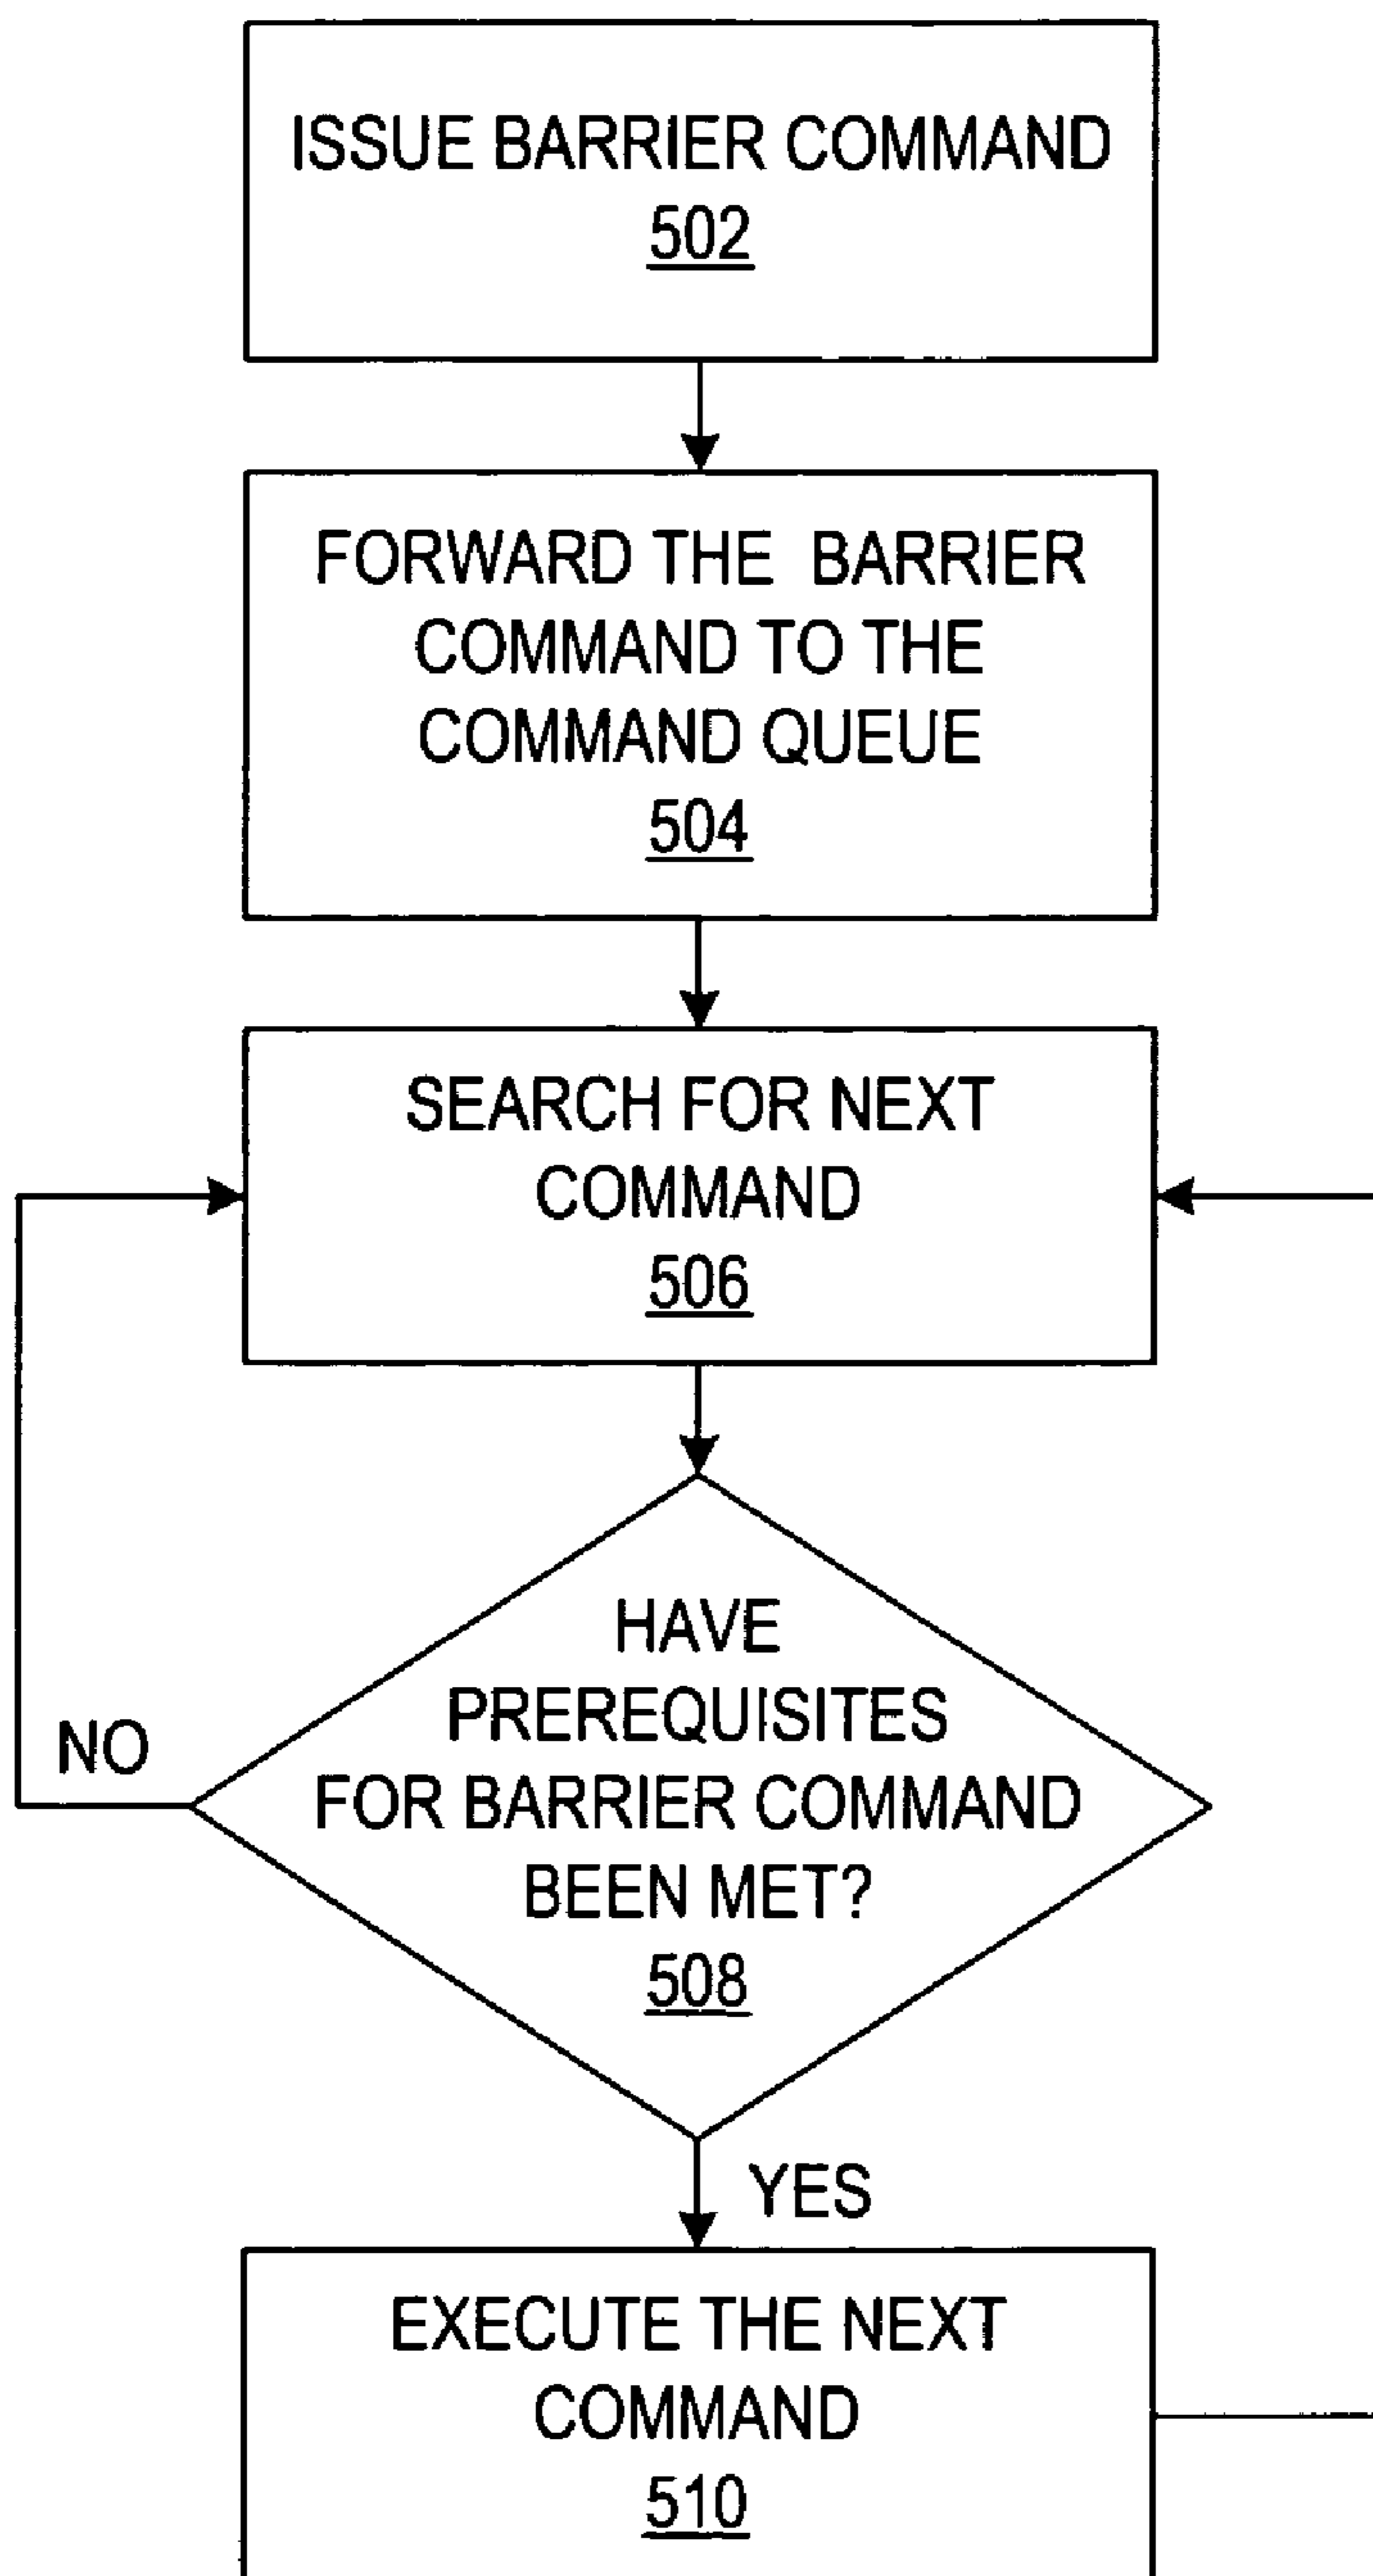 ISSUE BARRIER COMMAND
502
FORWARD THE BARRIER
COMMAND TO THE
COMMAND QUEUE
504
SEARCH FOR NEXT
COMMAND
506
HAVE
PREREQUISITES
FOR BARRIER COMMAND
BEEN MET?
508
NO
YES
EXECUTE THE NEXT
COMMAND
510